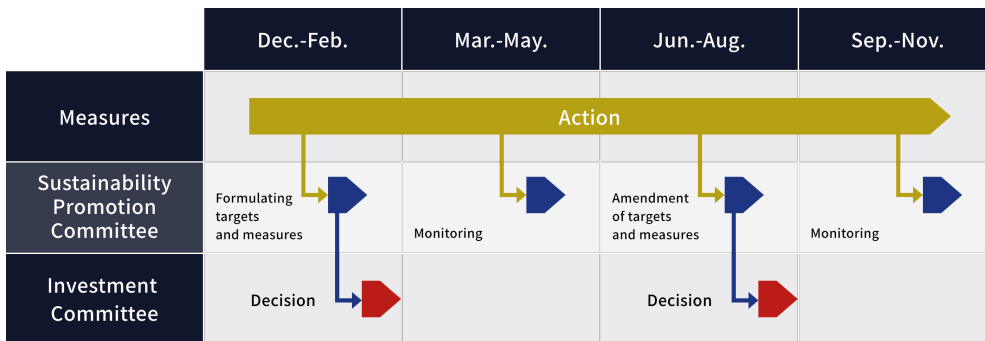 Dec.-Feb.
Mar.-May.
Jun.-Aug.
Sep.-Nov.
Measures
Action
Sustainability
Promotion
Committee
Formulating
targets
and measures
Monitoring
Amendment
of targets
and measures
Monitoring
Investment
Committee
Decision
Decision